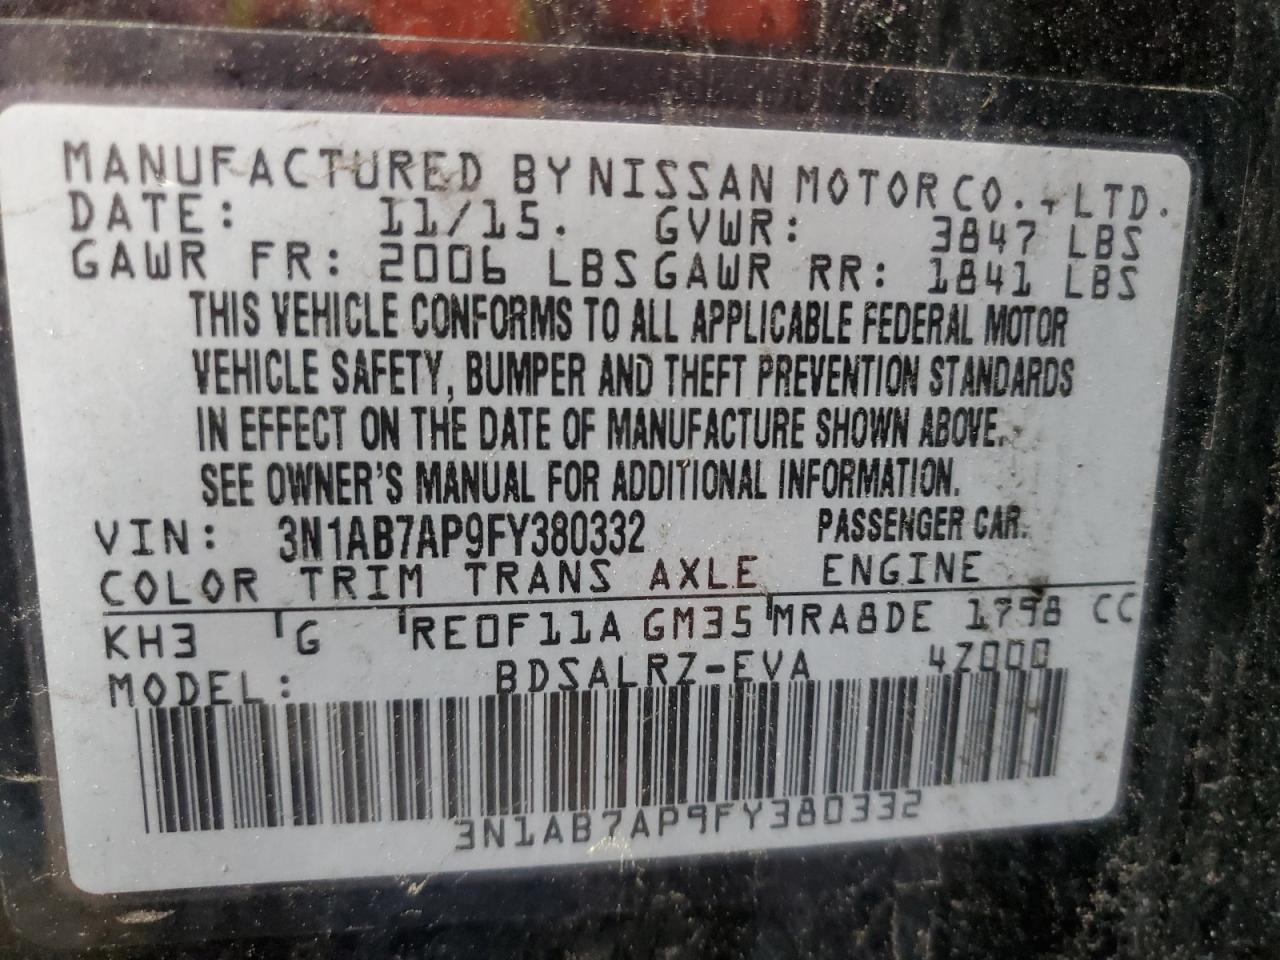 MANUFACTURED BY NISSAN MOTOR CO., LTD.
DATE: 11/15. GVWR: 3847 LBS
GAWR FR: 2006 LBS GAWR RR: 1841 LBS
THIS VEHICLE CONFORMS TO ALL APPLICABLE FEDERAL MOTOR
VEHICLE SAFETY, BUMPER AND THEFT PREVENTION STANDARDS
IN EFFECT ON THE DATE OF MANUFACTURE SHOWN ABOVE.
SEE OWNER'S MANUAL FOR ADDITIONAL INFORMATION.
VIN: 3N1AB7AP9FY380332 PASSENGER CAR.
COLOR TRIM TRANS AXLE ENGINE
KH3 G RE0F11A GM35 MRA8DE 1798 CC
MODEL: BDSALRZ-EVA 4Z000
3N1AB7AP9FY380332